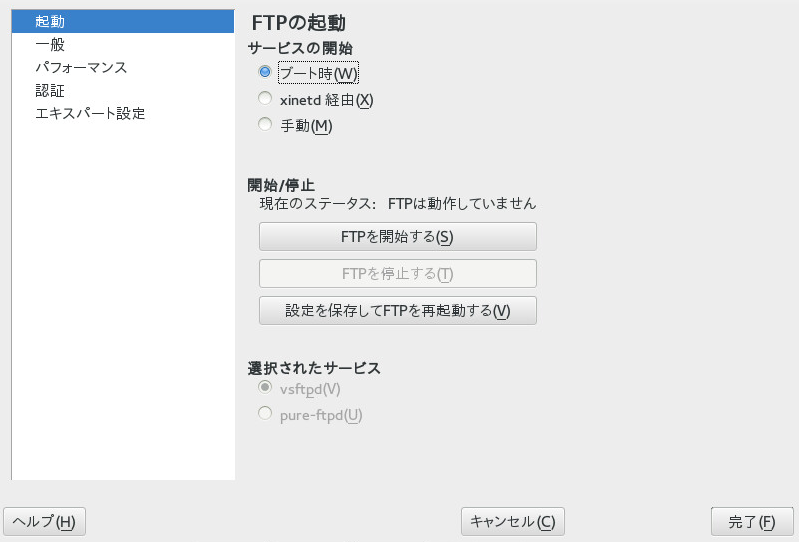 起動
一般
パフォーマンス
認証
エキスパート設定
FTPの起動
サービスの開始
ブート時(W)
xinetd 経由(X)
手動(M)
開始/停止
現在のステータス: FTPは動作していません
FTPを開始する(S)
FTPを停止する(T)
設定を保存してFTPを再起動する(V)
選択されたサービス
vsftpd(V)
pure-ftpd(U)
ヘルプ(H) キャンセル(C) 完了(F)